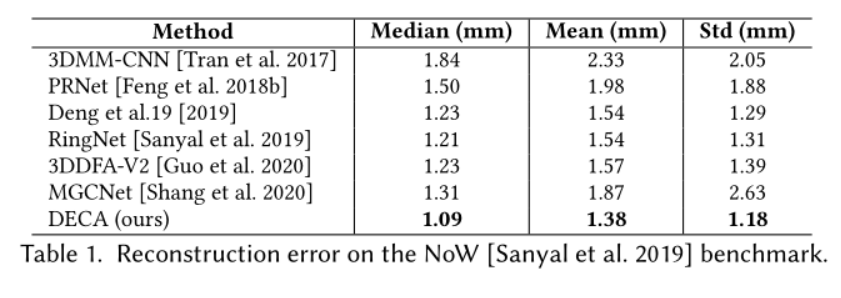 Method Median (mm) Mean (mm) Std (mm)
3DMM-CNN [Tran et al. 2017] 1.84 2.33 2.05
PRNet [Feng et al. 2018b] 1.50 1.98 1.88
Deng et al.19 [2019] 1.23 1.54 1.29
RingNet [Sanyal et al. 2019] 1.21 1.54 1.31
3DDFA-V2 [Guo et al. 2020] 1.23 1.57 1.39
MGCNet [Shang et al. 2020] 1.31 1.87 2.63
DECA (ours) 1.09 1.38 1.18
Table 1. Reconstruction error on the NoW [Sanyal et al. 2019] benchmark.